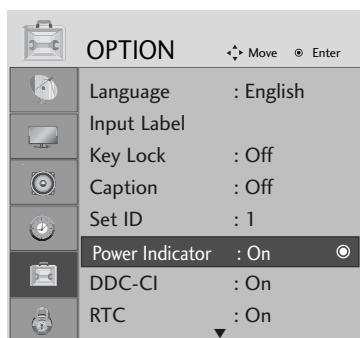 OPTION Move Enter
Language : English
Input Label
Key Lock : Off
Caption : Off
Set ID : 1
Power Indicator : On
DDC-CI : On
RTC : On